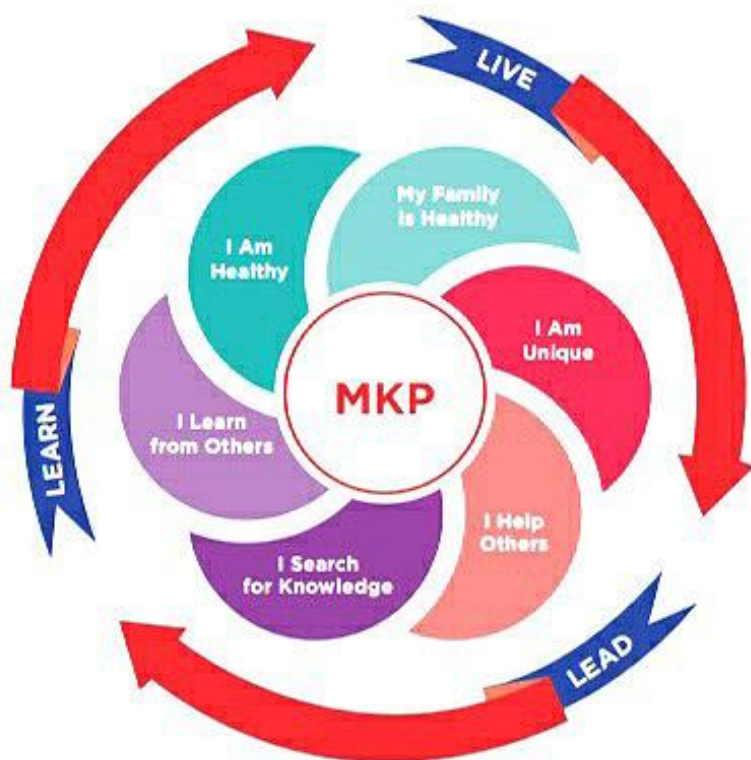 LIVE
My Family
is Healthy
I Am
Healthy
I Am
Unique
MKP
I Learn
from Others
LEARN
I Help
Others
I Search
for Knowledge
LEAD